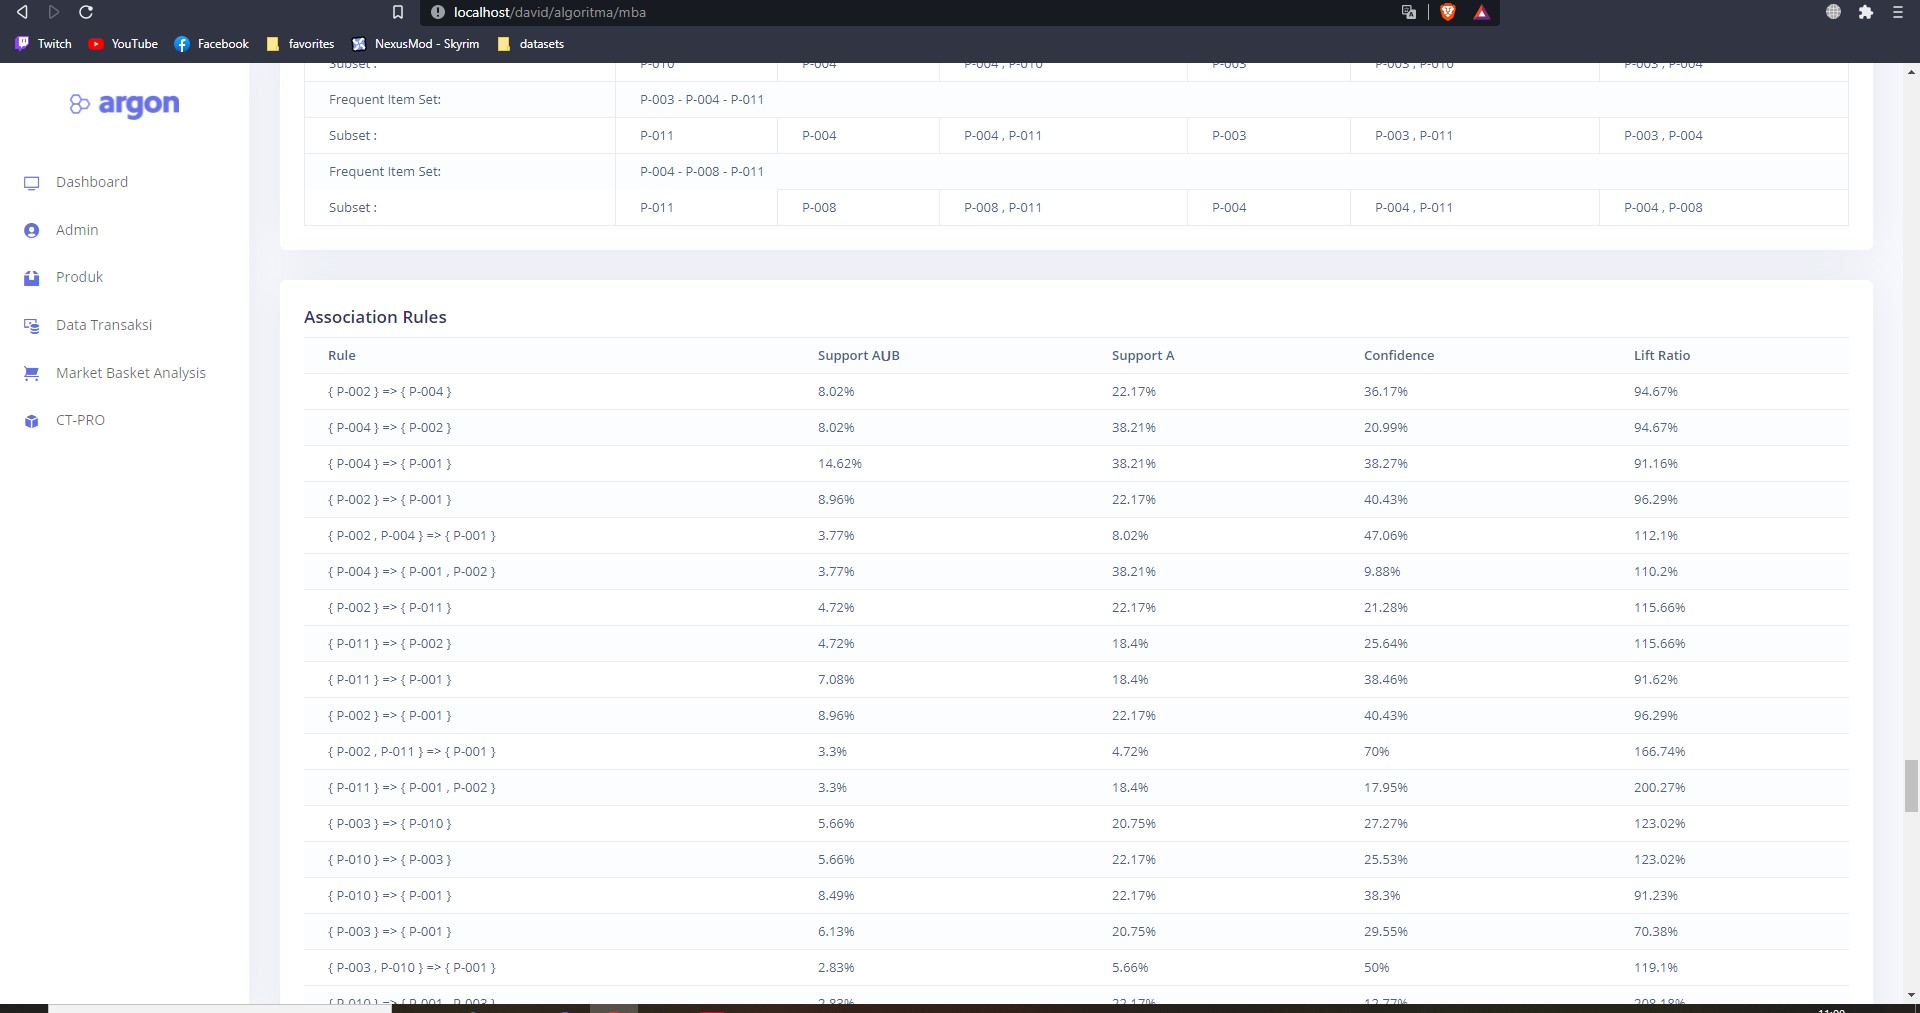 localhost/david/algoritma/mba
Twitch YouTube Facebook favorites NexusMod - Skyrim datasets
argon
Dashboard
Admin
Produk
Data Transaksi
Market Basket Analysis
CT-PRO
Subset : P-010 P-004 P-004 , P-010 P-003 P-003 , P-010 P-003 , P-004
Frequent Item Set: P-003 - P-004 - P-011
Subset : P-011 P-004 P-004 , P-011 P-003 P-003 , P-011 P-003 , P-004
Frequent Item Set: P-004 - P-008 - P-011
Subset : P-011 P-008 P-008 , P-011 P-004 P-004 , P-011 P-004 , P-008
Association Rules
Rule Support AUB Support A Confidence Lift Ratio
{ P-002 } => { P-004 } 8.02% 22.17% 36.17% 94.67%
{ P-004 } => { P-002 } 8.02% 38.21% 20.99% 94.67%
{ P-004 } => { P-001 } 14.62% 38.21% 38.27% 91.16%
{ P-002 } => { P-001 } 8.96% 22.17% 40.43% 96.29%
{ P-002 , P-004 } => { P-001 } 3.77% 8.02% 47.06% 112.1%
{ P-004 } => { P-001 , P-002 } 3.77% 38.21% 9.88% 110.2%
{ P-002 } => { P-011 } 4.72% 22.17% 21.28% 115.66%
{ P-011 } => { P-002 } 4.72% 18.4% 25.64% 115.66%
{ P-011 } => { P-001 } 7.08% 18.4% 38.46% 91.62%
{ P-002 } => { P-001 } 8.96% 22.17% 40.43% 96.29%
{ P-002 , P-011 } => { P-001 } 3.3% 4.72% 70% 166.74%
{ P-011 } => { P-001 , P-002 } 3.3% 18.4% 17.95% 200.27%
{ P-003 } => { P-010 } 5.66% 20.75% 27.27% 123.02%
{ P-010 } => { P-003 } 5.66% 22.17% 25.53% 123.02%
{ P-010 } => { P-001 } 8.49% 22.17% 38.3% 91.23%
{ P-003 } => { P-001 } 6.13% 20.75% 29.55% 70.38%
{ P-003 , P-010 } => { P-001 } 2.83% 5.66% 50% 119.1%
{ P-010 } => { P-001 , P-003 } 2.83% 22.17% 12.77% 208.18%